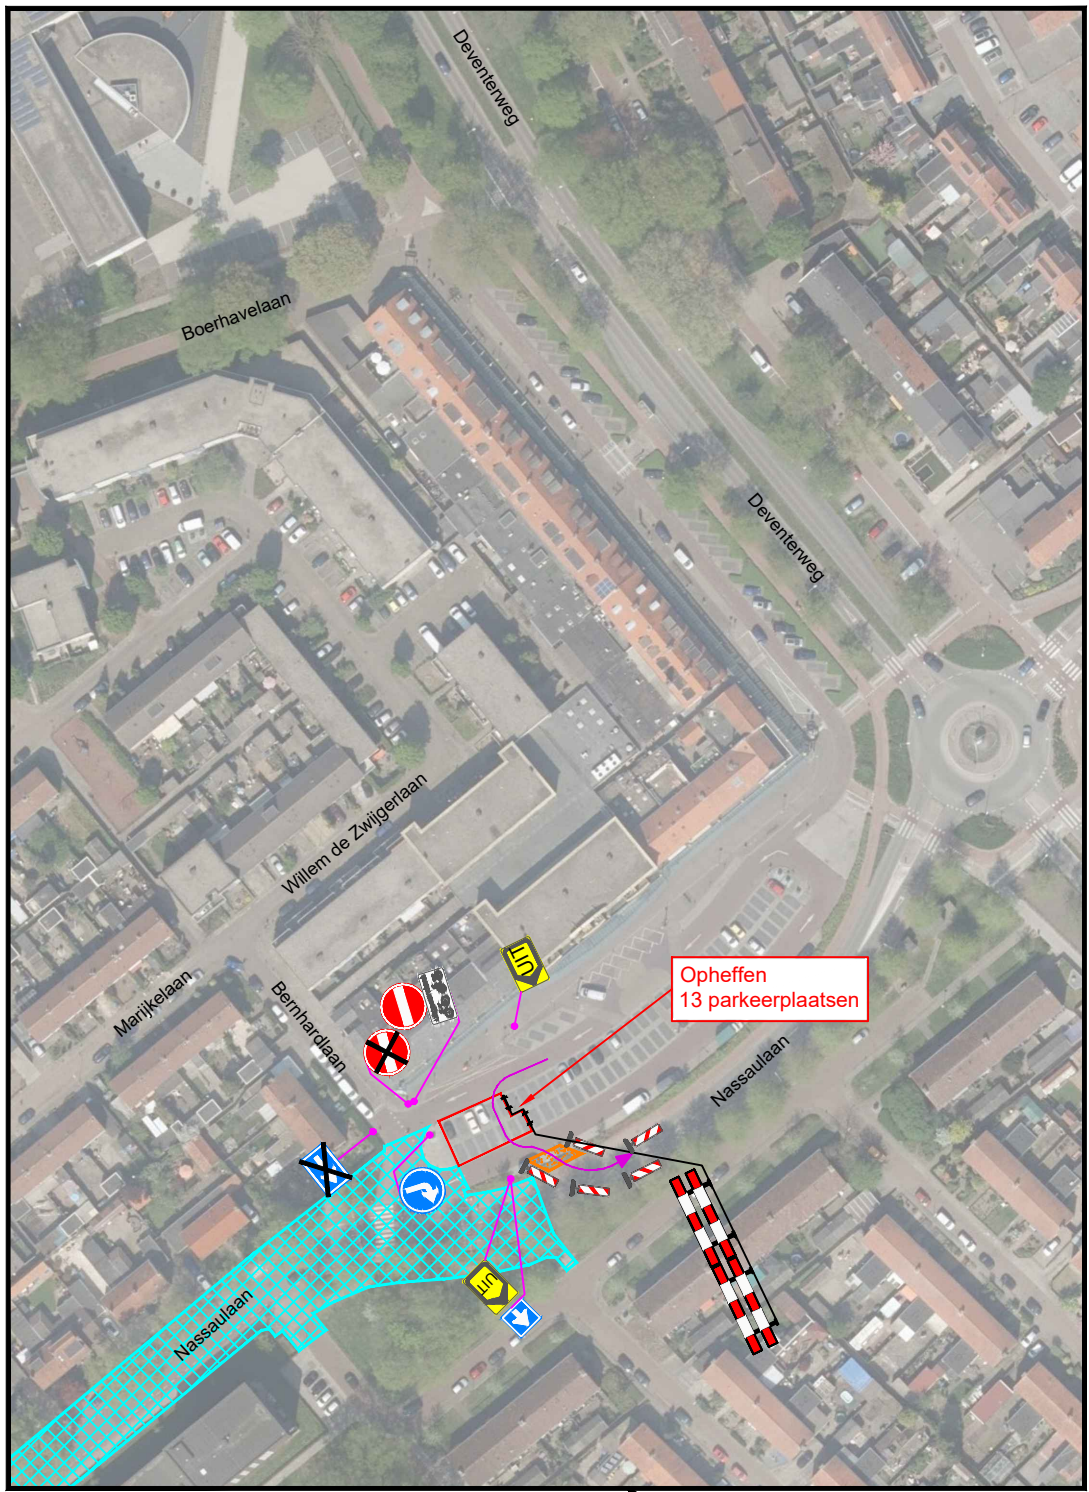 Deventerweg
Boerhavelaan
Deventerweg
Willem de Zwijgerlaan
UIT
Opheffen
13 parkeerplaatsen
Marijkelaan
Bernhardlaan
Nassaulaan
UIT
Nassaulaan